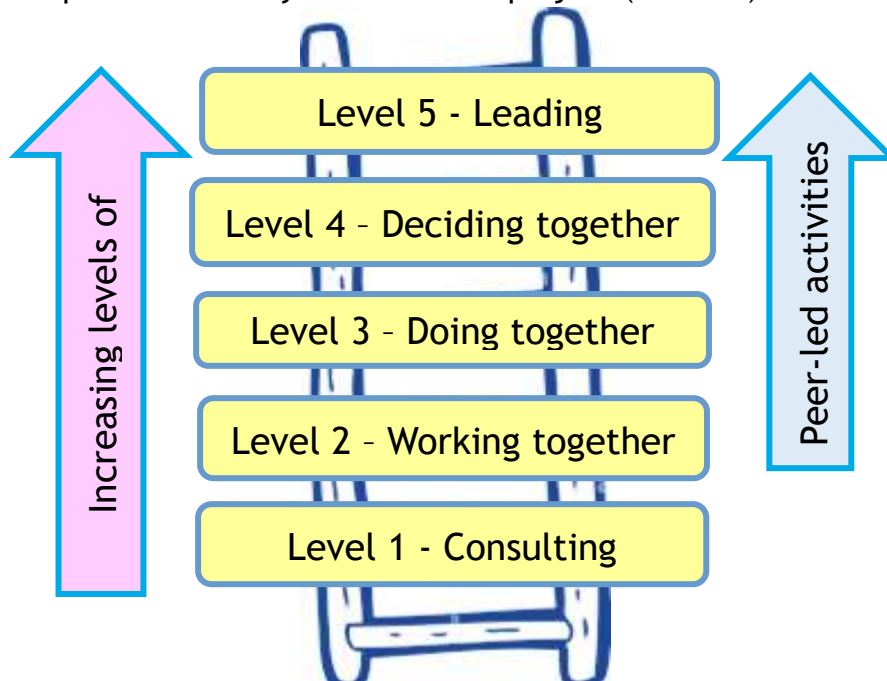 Level 5 - Leading
Level 4 – Deciding together
Level 3 – Doing together
Level 2 – Working together
Level 1 - Consulting
Increasing levels of
Peer-led activities